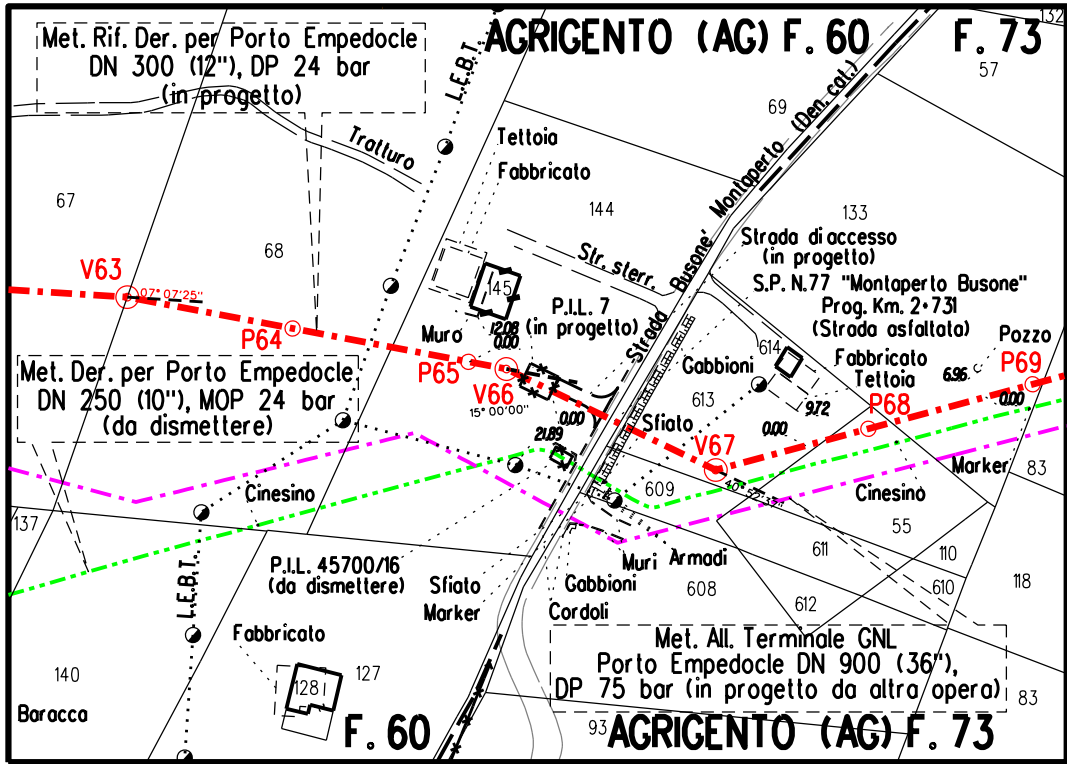 AGRIGENTO (AG) F. 60
F. 73
132
57
Met. Rif. Der. per Porto Empedocle
DN 300 (12"), DP 24 bar
(in progetto)
L.E.B.T.
69
Tratturo
Tettoia
Fabbricato
Strada Busone' Montaperto (Den. cat.)
67
68
144
133
Str. sterr.
Strada di accesso
(in progetto)
S.P. N.77 "Montaperto Busone"
Prog. Km. 2+731
(Strada asfaltata)
V63
07° 07'25"
145
P.I.L. 7
(in progetto)
12.08
0.00
Muro
P64
P65
V66
15° 00'00"
0.00
21.89
Gabbioni
614
613
Fabbricato
Tettoia
Pozzo
6.96
P69
0.00
9.72
0.00
P68
Sfiato
V67
Met. Der. per Porto Empedocle
DN 250 (10"), MOP 24 bar
(da dismettere)
Cinesino
609
Cinesino
Marker
83
137
55
611
110
610
118
P.I.L. 45700/16
(da dismettere)
Sfiato
Marker
Gabbioni
Cordoli
Muri
Armadi
608
612
L.E.B.T.
Fabbricato
128
127
140
Baracca
Met. All. Terminale GNL
Porto Empedocle DN 900 (36"),
DP 75 bar (in progetto da altra opera)
83
93
F. 60
AGRIGENTO (AG) F. 73